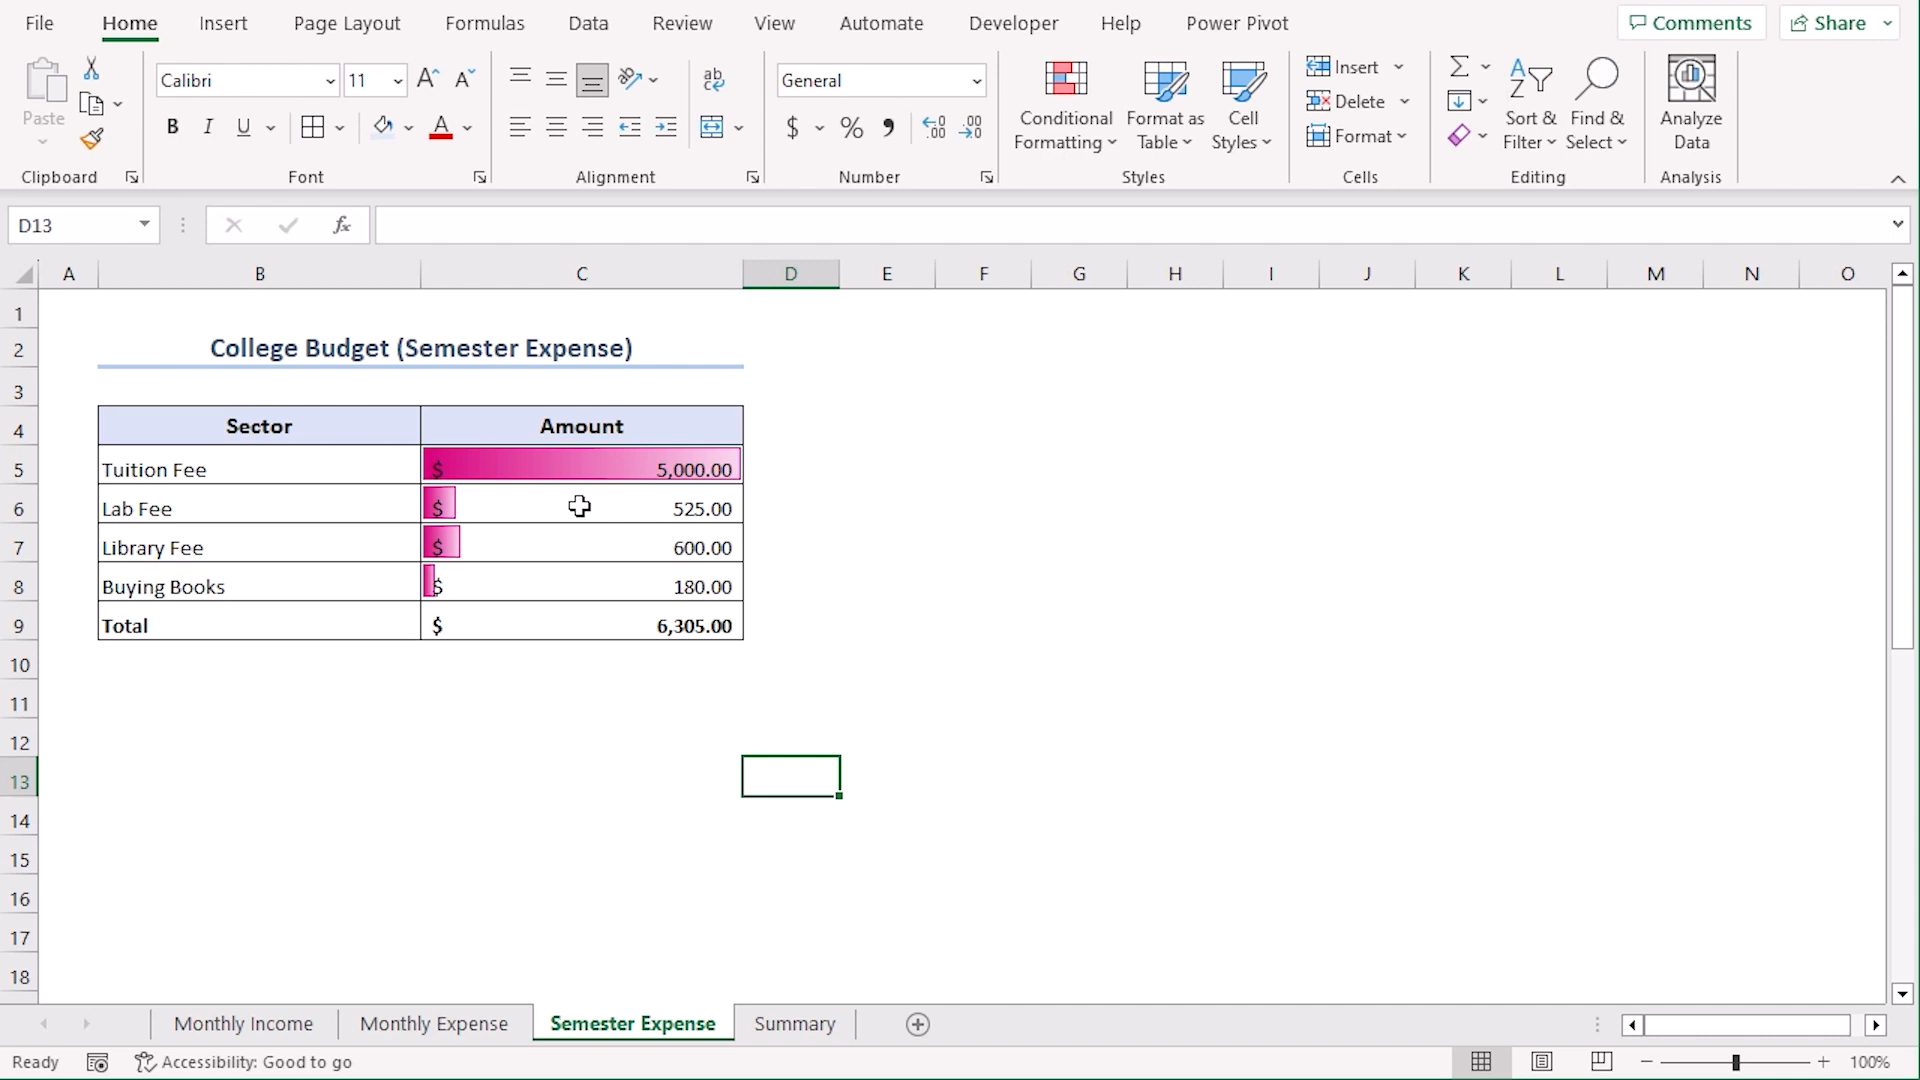 File Home Insert Page Layout Formulas Data Review View Automate Developer Help Power Pivot Comments Share
Paste
Clipboard
Calibri 11
B I U A
Font
ab
Alignment
General
$ % 9 .00 .00
Number
Conditional Formatting
Format as Table
Cell Styles
Styles
Insert
Delete
Format
Cells
Sort & Filter
Find & Select
Editing
Analyze Data
Analysis
D13 fx
A B C D E F G H I J K L M N O
1
2 College Budget (Semester Expense)
3
4 Sector Amount
5 Tuition Fee $ 5,000.00
6 Lab Fee $ 525.00
7 Library Fee $ 600.00
8 Buying Books $ 180.00
9 Total $ 6,305.00
10
11
12
13
14
15
16
17
18
Monthly Income Monthly Expense Semester Expense Summary
Ready Accessibility: Good to go 100%